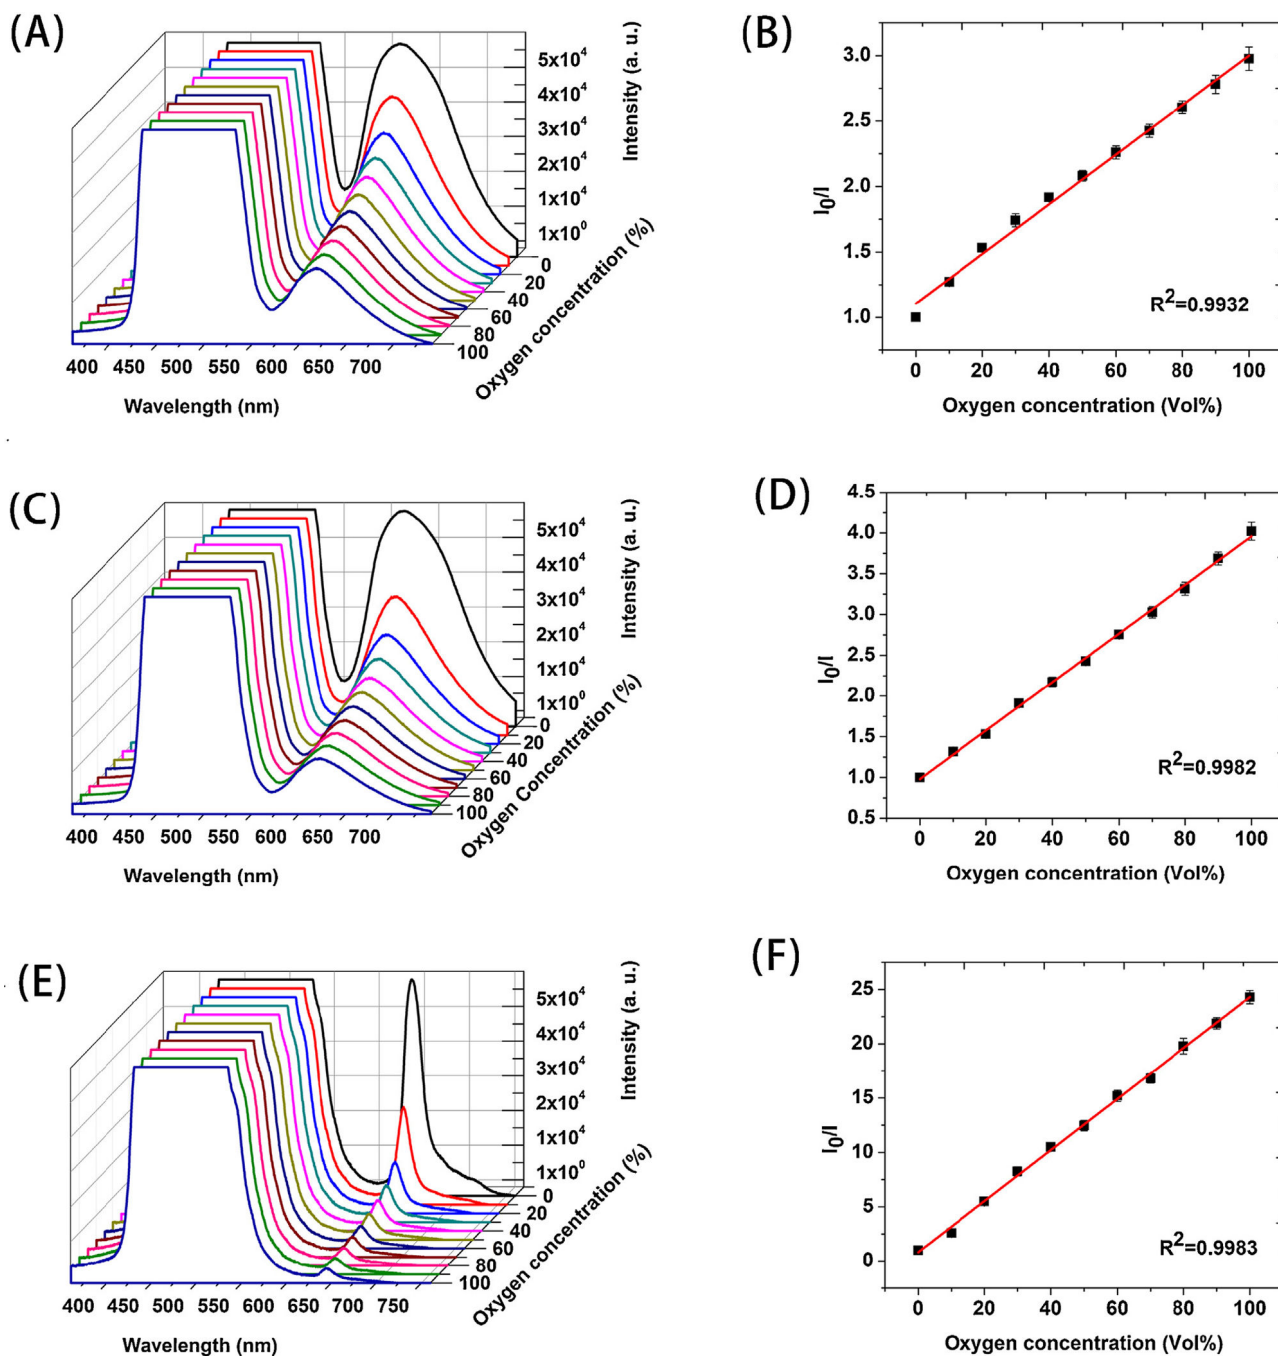 (A)
5x10⁴
4x10⁴
3x10⁴
2x10⁴
1x10⁴
1x10⁰
Intensity (a. u.)
0
20
40
60
80
100
Oxygen concentration (%)
400 450 500 550 600 650 700
Wavelength (nm)
(B)
3.0
2.5
2.0
1.5
1.0
I₀/I
R²=0.9932
0 20 40 60 80 100
Oxygen concentration (Vol%)
(C)
5x10⁴
4x10⁴
3x10⁴
2x10⁴
1x10⁴
1x10⁰
Intensity (a. u.)
0
20
40
60
80
100
Oxygen Concentration (%)
400 450 500 550 600 650 700
Wavelength (nm)
(D)
4.5
4.0
3.5
3.0
2.5
2.0
1.5
1.0
0.5
I₀/I
R²=0.9982
0 20 40 60 80 100
Oxygen concentration (Vol%)
(E)
5x10⁴
4x10⁴
3x10⁴
2x10⁴
1x10⁴
1x10⁰
Intensity (a. u.)
0
20
40
60
80
100
Oxygen concentration (%)
400 450 500 550 600 650 700 750
Wavelength (nm)
(F)
25
20
15
10
5
0
I₀/I
R²=0.9983
0 20 40 60 80 100
Oxygen concentration (Vol%)